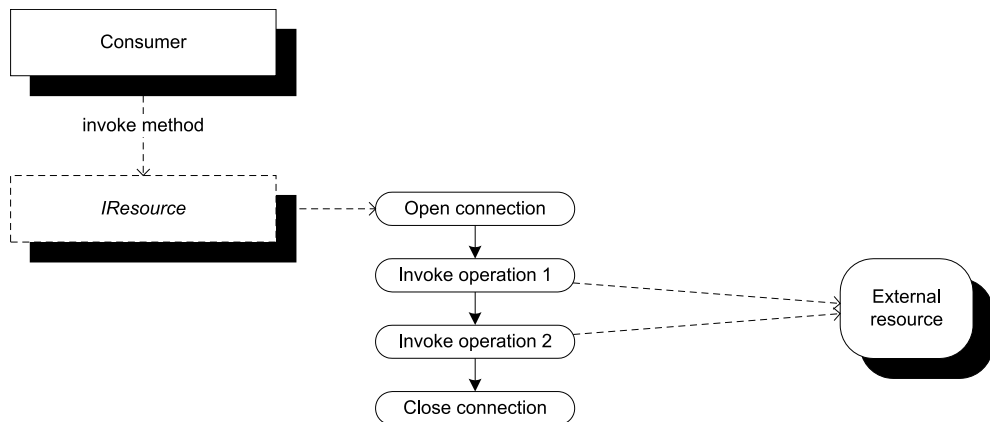 Consumer
invoke method
IResource
Open connection
Invoke operation 1
Invoke operation 2
Close connection
External
resource